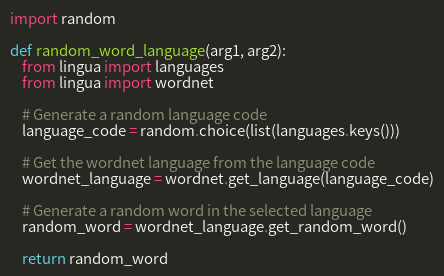 import random
def random_word_language(arg1, arg2):
from lingua import languages
from lingua import wordnet
# Generate a random language code
language_code = random.choice(list(languages.keys()))
# Get the wordnet language from the language code
wordnet_language = wordnet.get_language(language_code)
# Generate a random word in the selected language
random_word = wordnet_language.get_random_word()
return random_word